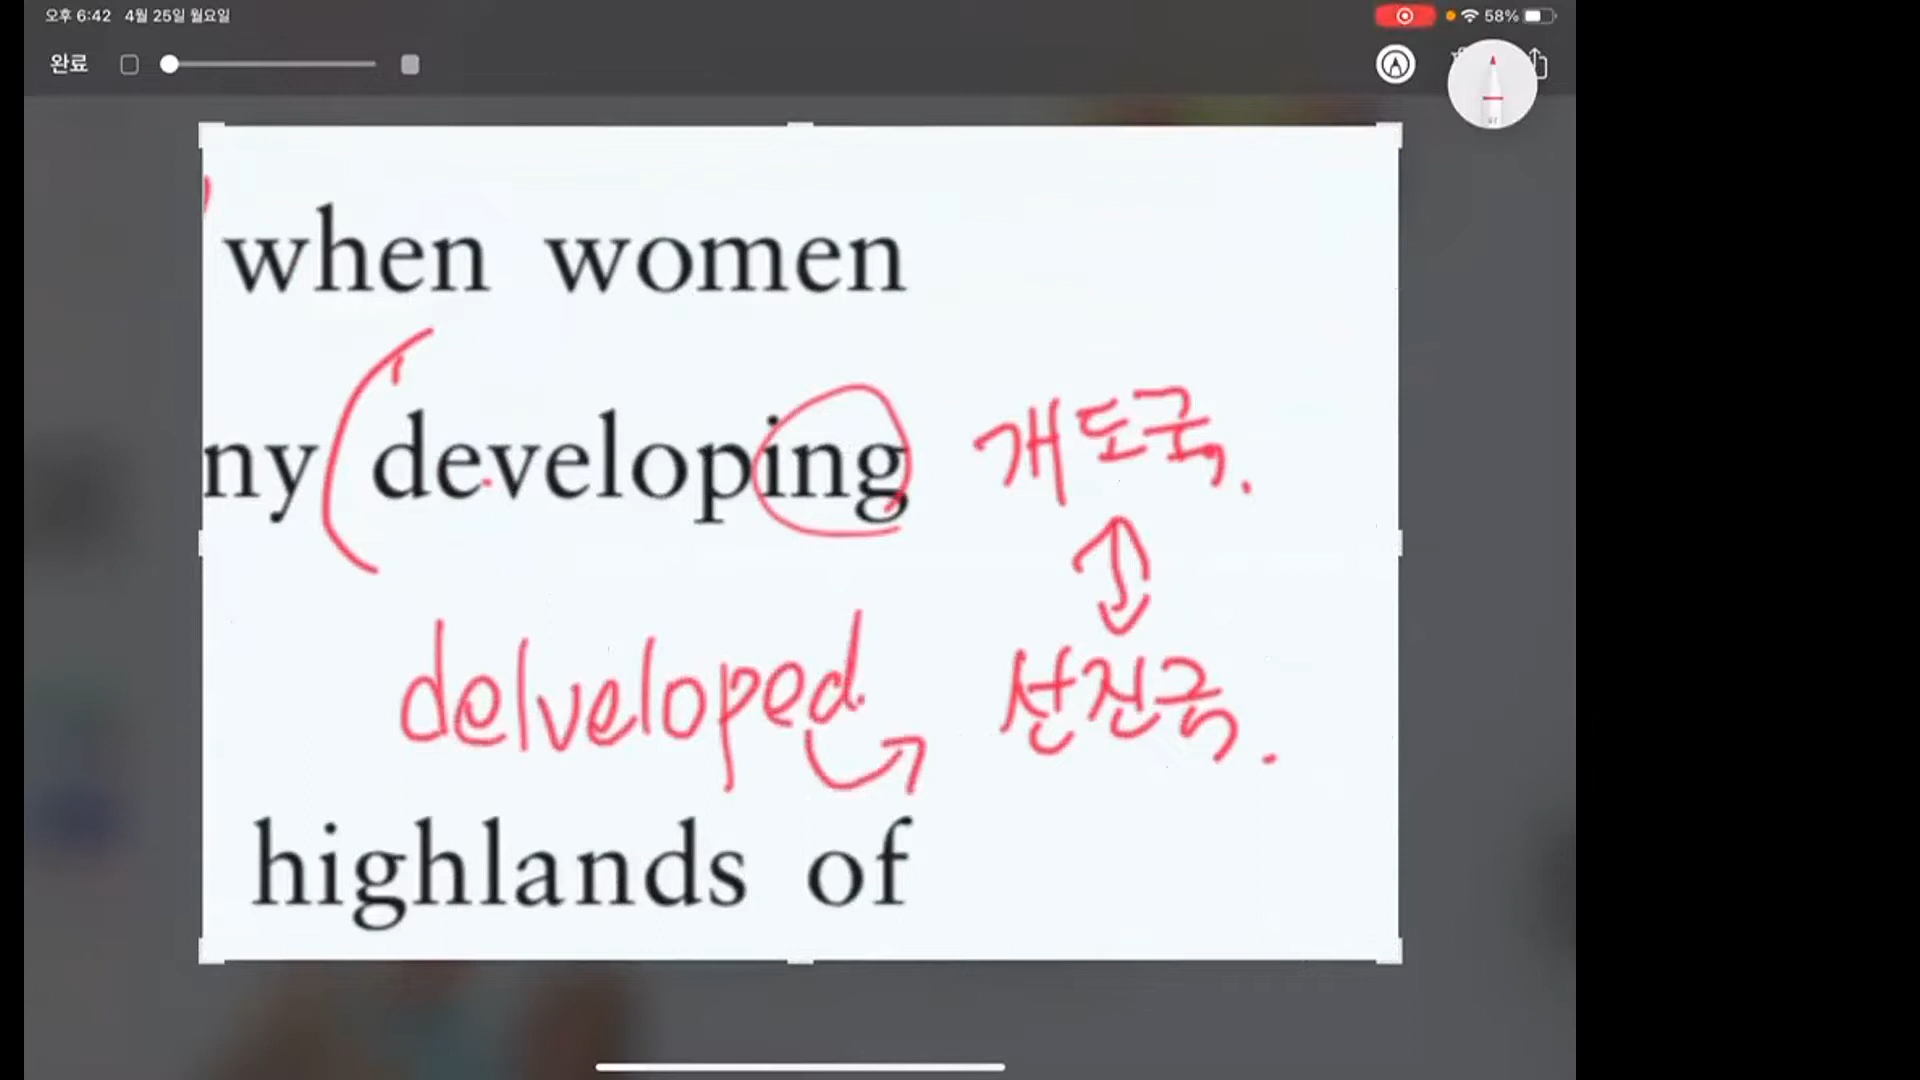 오후 6:42 4월 25일 월요일 58%
완료
when women
ny developing 개도국.
delveloped 선진국.
highlands of